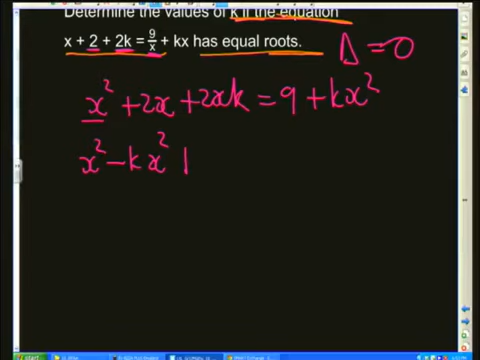 Determine the values of k if the equation
x + 2 + 2k = 9/x + kx has equal roots.
Δ = 0
x² + 2x + 2xk = 9 + kx²
x² - kx²
start